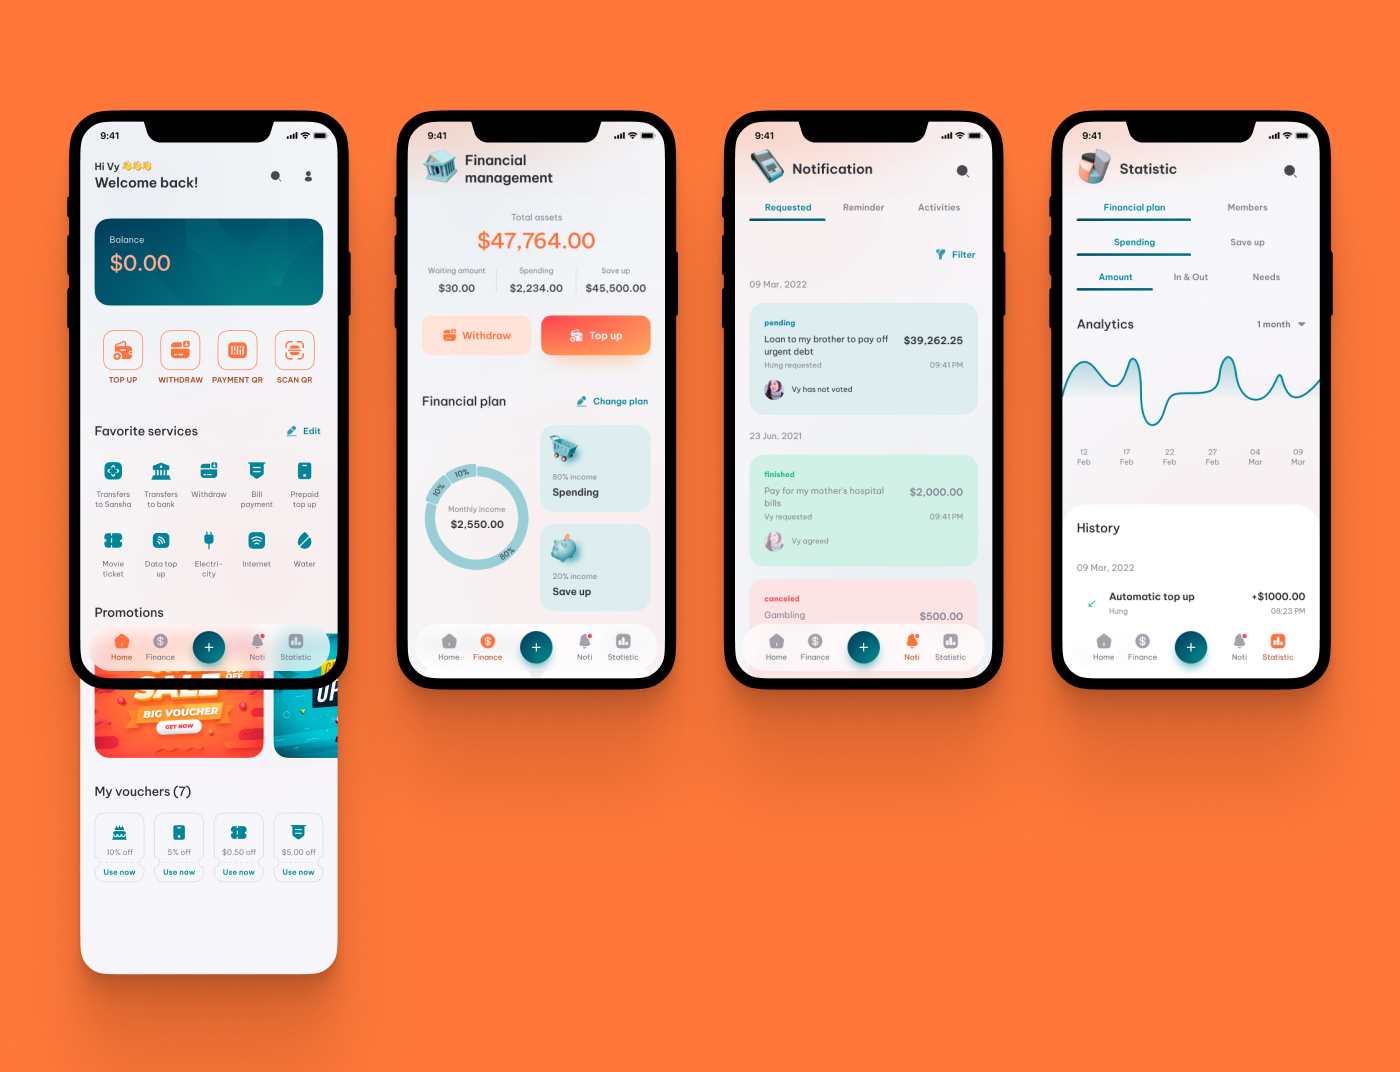 9:41
Hi Vy 👋👋👋
Welcome back!
Balance
$0.00
TOP UP
WITHDRAW
PAYMENT QR
SCAN QR
Favorite services
Edit
Transfers
to Sansha
Transfers
to bank
Withdraw
Bill
payment
Prepaid
top up
Movie
ticket
Data top
up
Electri-
city
Internet
Water
Promotions
Home
Finance
+
Noti
Statistic
SALE
OFF
BIG VOUCHER
GET NOW
UP
My vouchers (7)
10% off
Use now
5% off
Use now
$0.50 off
Use now
$5.00 off
Use now
9:41
Financial
management
Total assets
$47,764.00
Waiting amount
$30.00
Spending
$2,234.00
Save up
$45,500.00
Withdraw
Top up
Financial plan
Change plan
10%
10%
80%
Monthly income
$2,550.00
80% income
Spending
20% income
Save up
Home
Finance
+
Noti
Statistic
9:41
Notification
Requested
Reminder
Activities
Filter
09 Mar, 2022
pending
Loan to my brother to pay off
urgent debt
$39,262.25
Hưng requested
09:41 PM
Vy has not voted
23 Jun, 2021
finished
Pay for my mother's hospital
bills
$2,000.00
Vy requested
09:41 PM
Vy agreed
canceled
Gambling
$500.00
Home
Finance
+
Noti
Statistic
9:41
Statistic
Financial plan
Members
Spending
Save up
Amount
In & Out
Needs
Analytics
1 month
12
Feb
17
Feb
22
Feb
27
Feb
04
Mar
09
Mar
History
09 Mar, 2022
Automatic top up
+$1000.00
Hưng
08:23 PM
Home
Finance
+
Noti
Statistic